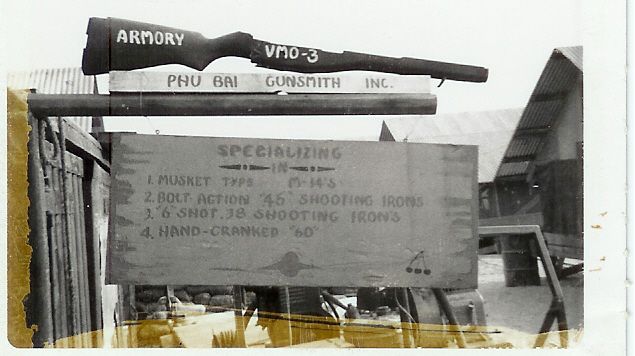 ARMORY VMO-3
PHU BAI GUNSMITH INC.
SPECIALIZING
IN
1. MUSKET TYPE M-14'S
2. BOLT ACTION "45" SHOOTING IRONS
3. "6" SHOT .38 SHOOTING IRON'S
4. HAND-CRANKED "60"